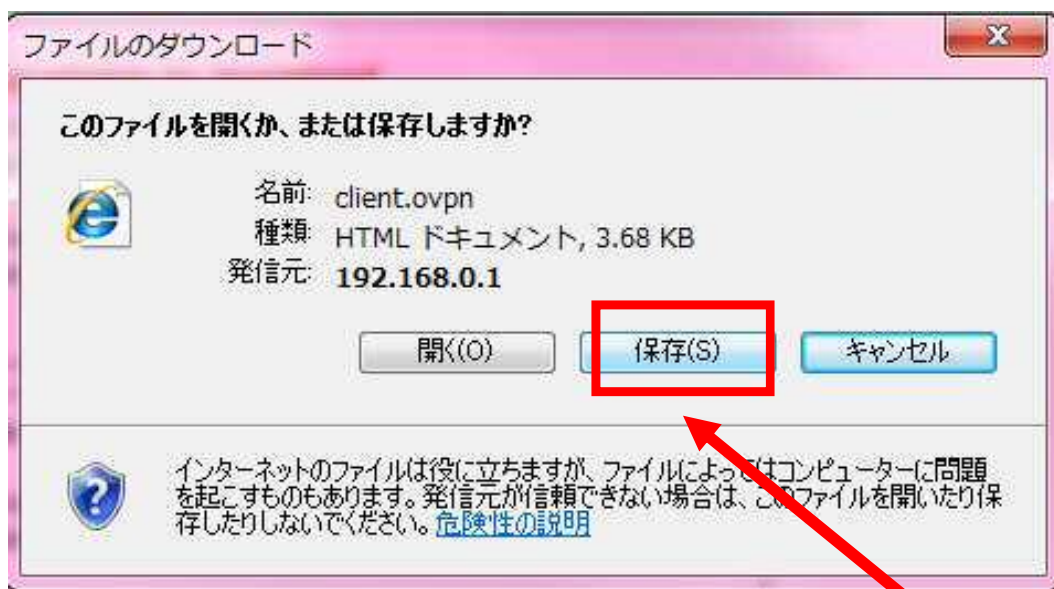 ファイルのダウンロード
このファイルを開くか、または保存しますか?
名前: client.ovpn
種類: HTML ドキュメント, 3.68 KB
発信元: 192.168.0.1
開く(O) 保存(S) キャンセル
インターネットのファイルは役に立ちますが、ファイルによってはコンピューターに問題
を起こすものもあります。発信元が信頼できない場合は、このファイルを開いたり保
存したりしないでください。危険性の説明